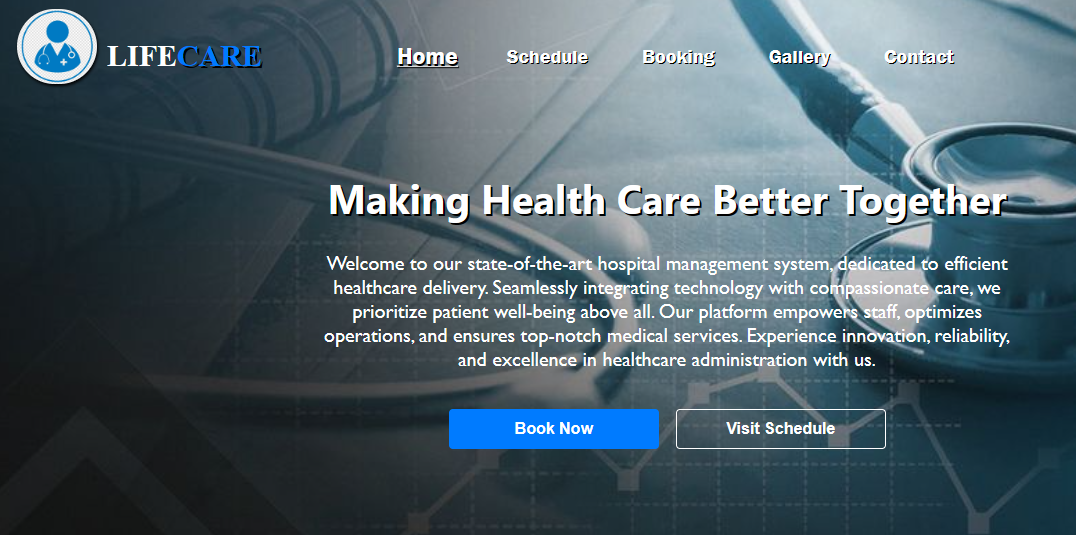 LIFECARE
Home Schedule Booking Gallery Contact
Making Health Care Better Together
Welcome to our state-of-the-art hospital management system, dedicated to efficient
healthcare delivery. Seamlessly integrating technology with compassionate care, we
prioritize patient well-being above all. Our platform empowers staff, optimizes
operations, and ensures top-notch medical services. Experience innovation, reliability,
and excellence in healthcare administration with us.
Book Now Visit Schedule